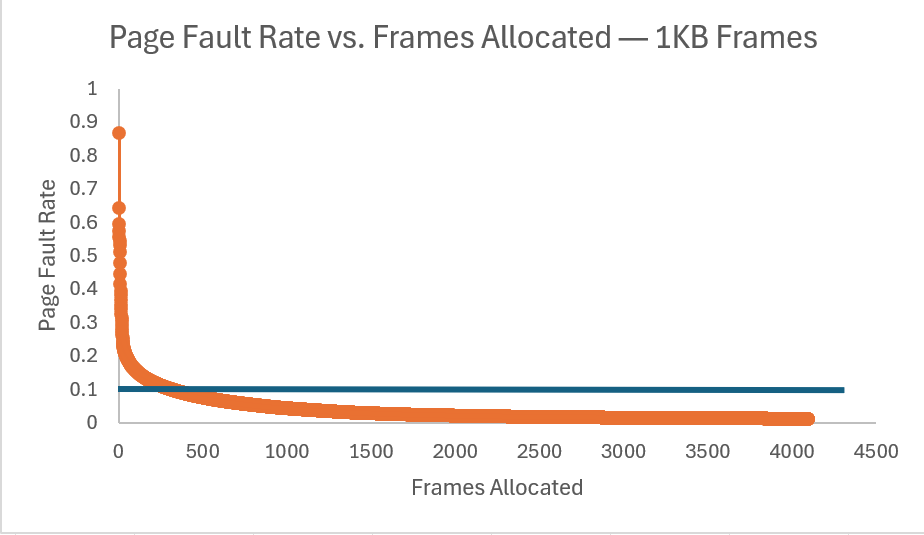 Page Fault Rate vs. Frames Allocated — 1KB Frames
1
0.9
0.8
0.7
0.6
0.5
0.4
0.3
0.2
0.1
0
Page Fault Rate
0 500 1000 1500 2000 2500 3000 3500 4000 4500
Frames Allocated